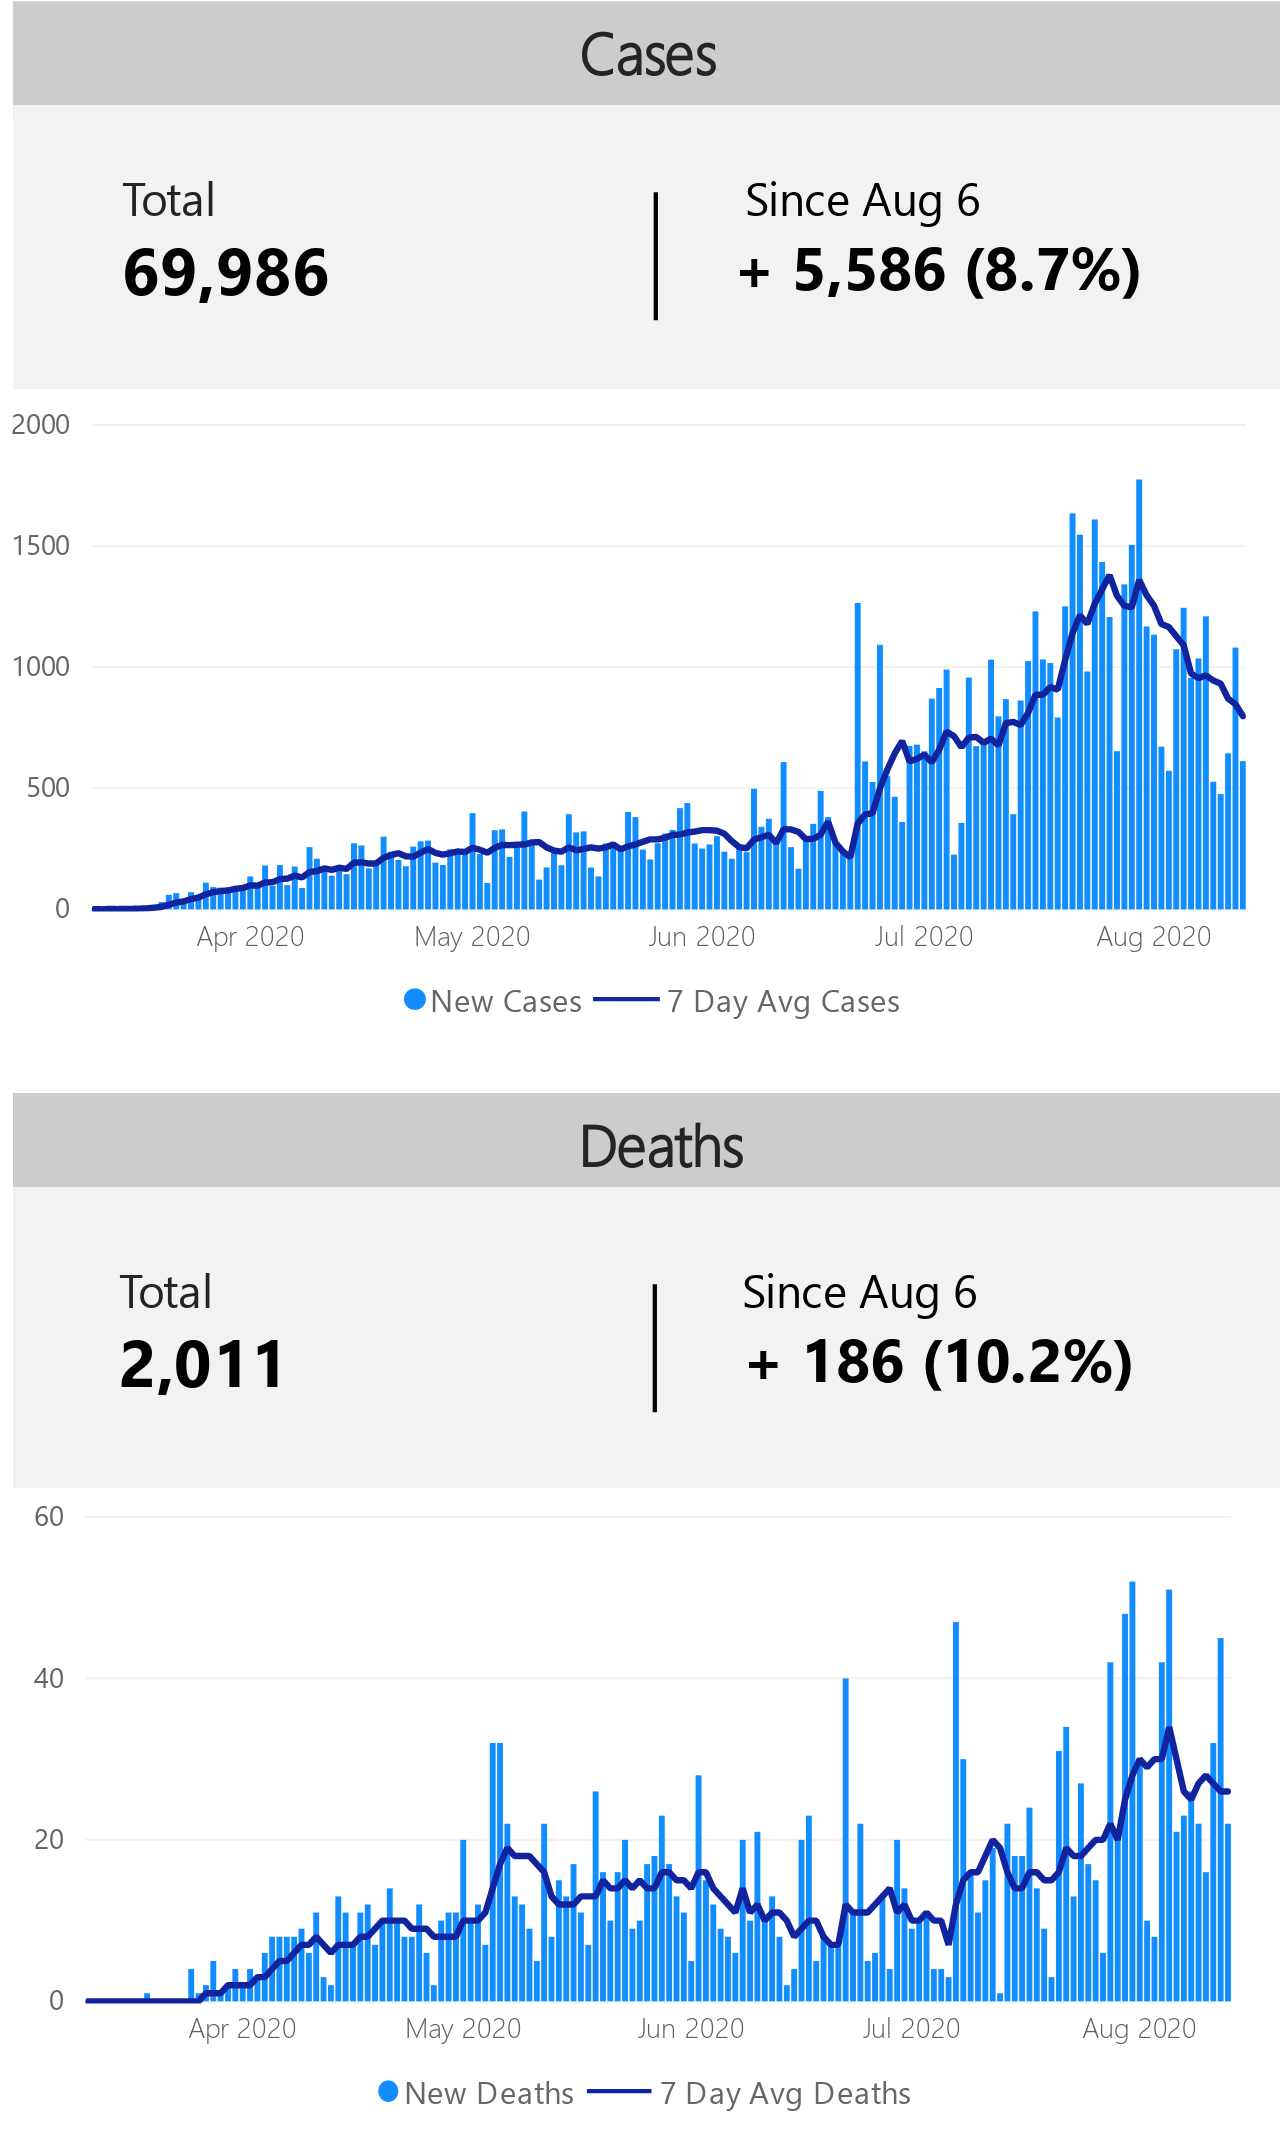 Cases
Total
Since Aug 6
69,986
+ 5,586 (8.7%)
2000
1500
1000
500
0
Apr 2020 May 2020 Jun 2020 Jul 2020 Aug 2020
New Cases 7 Day Avg Cases
Deaths
Total
Since Aug 6
2,011
+ 186 (10.2%)
60
40
20
0
Apr 2020 May 2020 Jun 2020 Jul 2020 Aug 2020
New Deaths 7 Day Avg Deaths